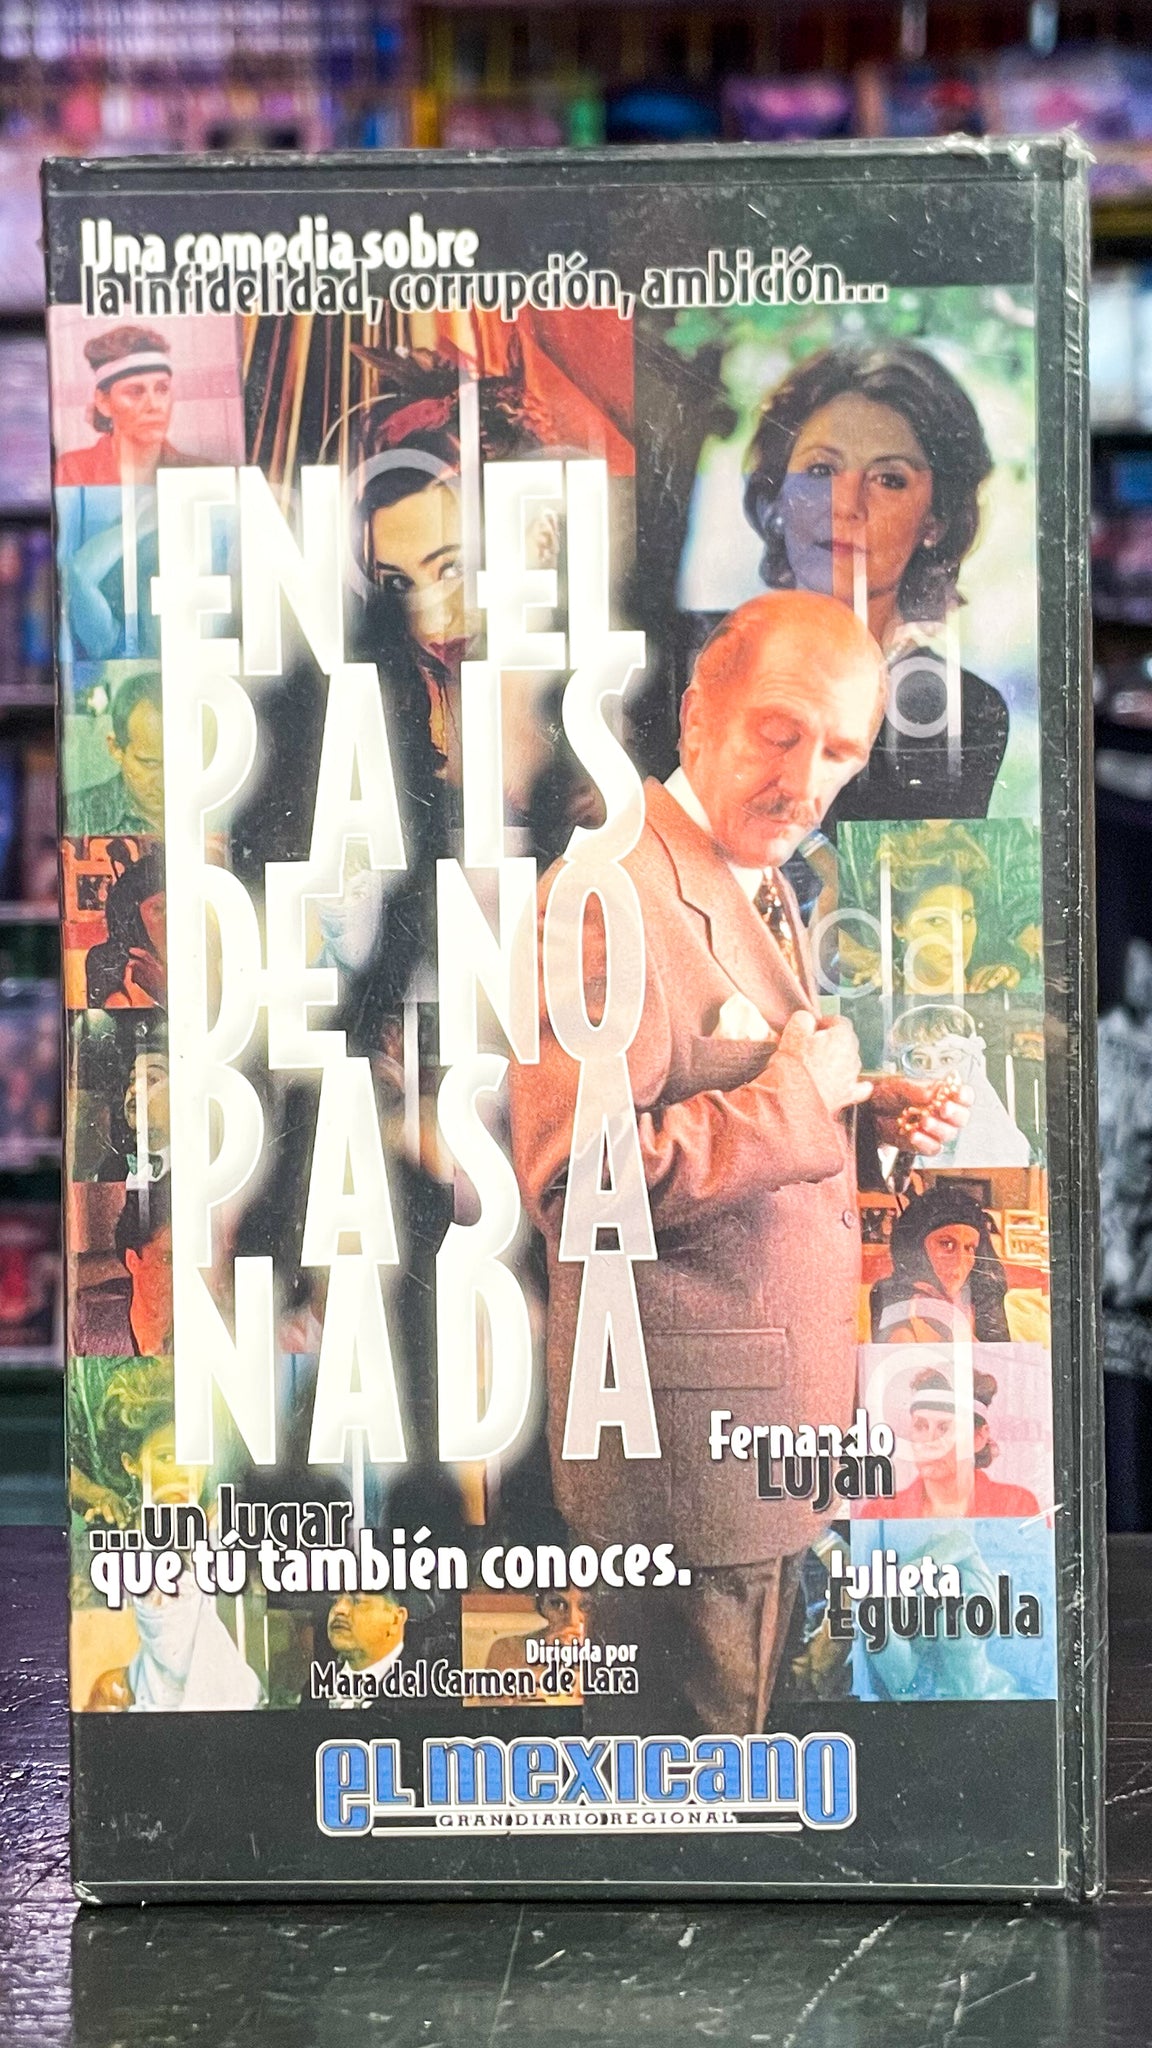 Una comedia sobre
la infidelidad, corrupción, ambición...
EN EL
PAIS
DE NO
PASA
NADA
Fernando
Luján
...un lugar
que tú también conoces.
Julieta
Egurrola
Dirigida por
Mara del Carmen de Lara
EL MEXICANO
GRAN DIARIO REGIONAL